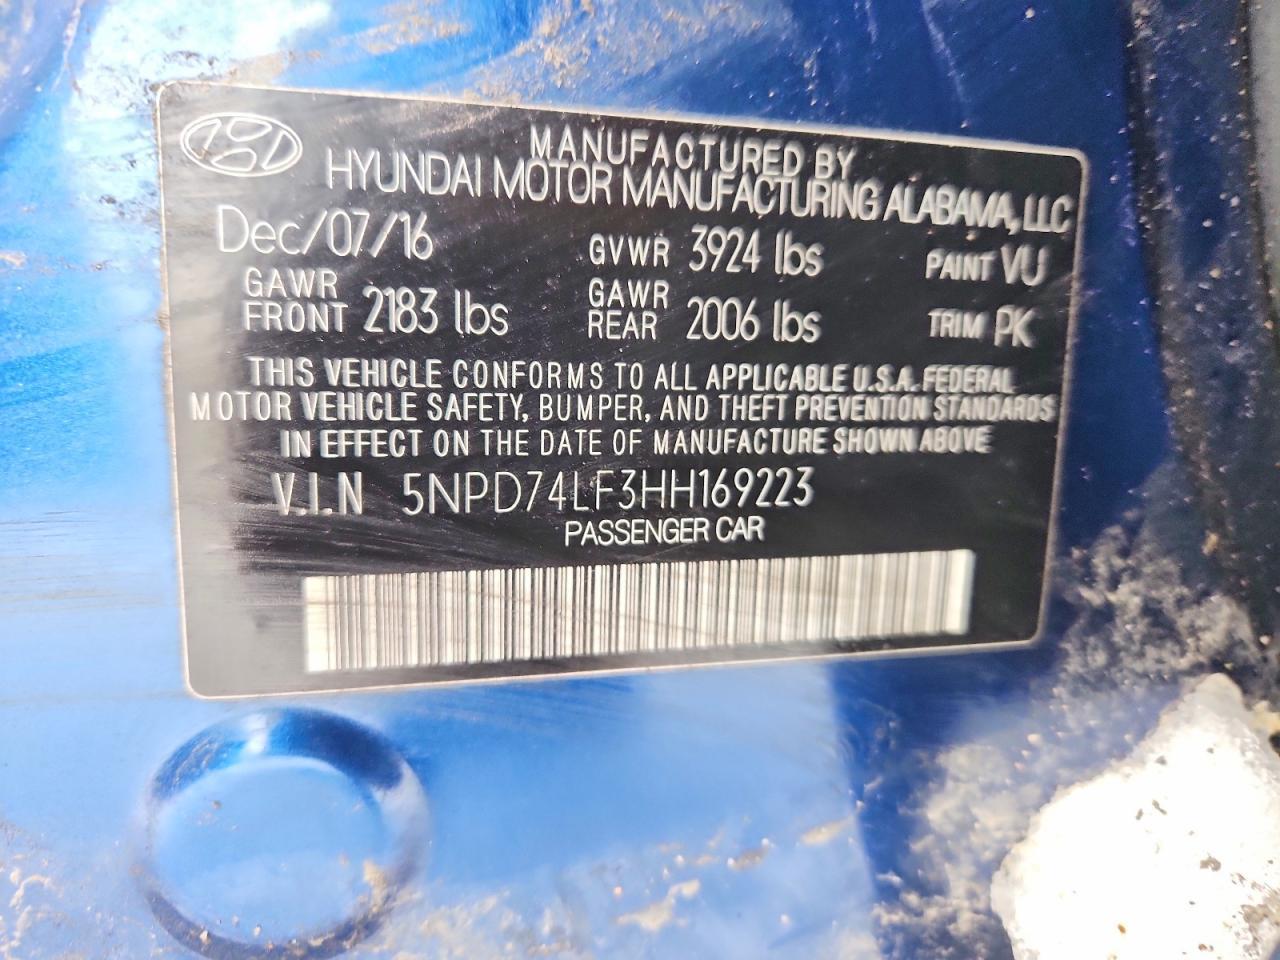 MANUFACTURED BY
HYUNDAI MOTOR MANUFACTURING ALABAMA, LLC
Dec/07/16 GVWR 3924 lbs PAINT VU
GAWR FRONT 2183 lbs GAWR REAR 2006 lbs TRIM PK
THIS VEHICLE CONFORMS TO ALL APPLICABLE U.S.A. FEDERAL
MOTOR VEHICLE SAFETY, BUMPER, AND THEFT PREVENTION STANDARDS
IN EFFECT ON THE DATE OF MANUFACTURE SHOWN ABOVE
V.I.N 5NPD74LF3HH169223
PASSENGER CAR